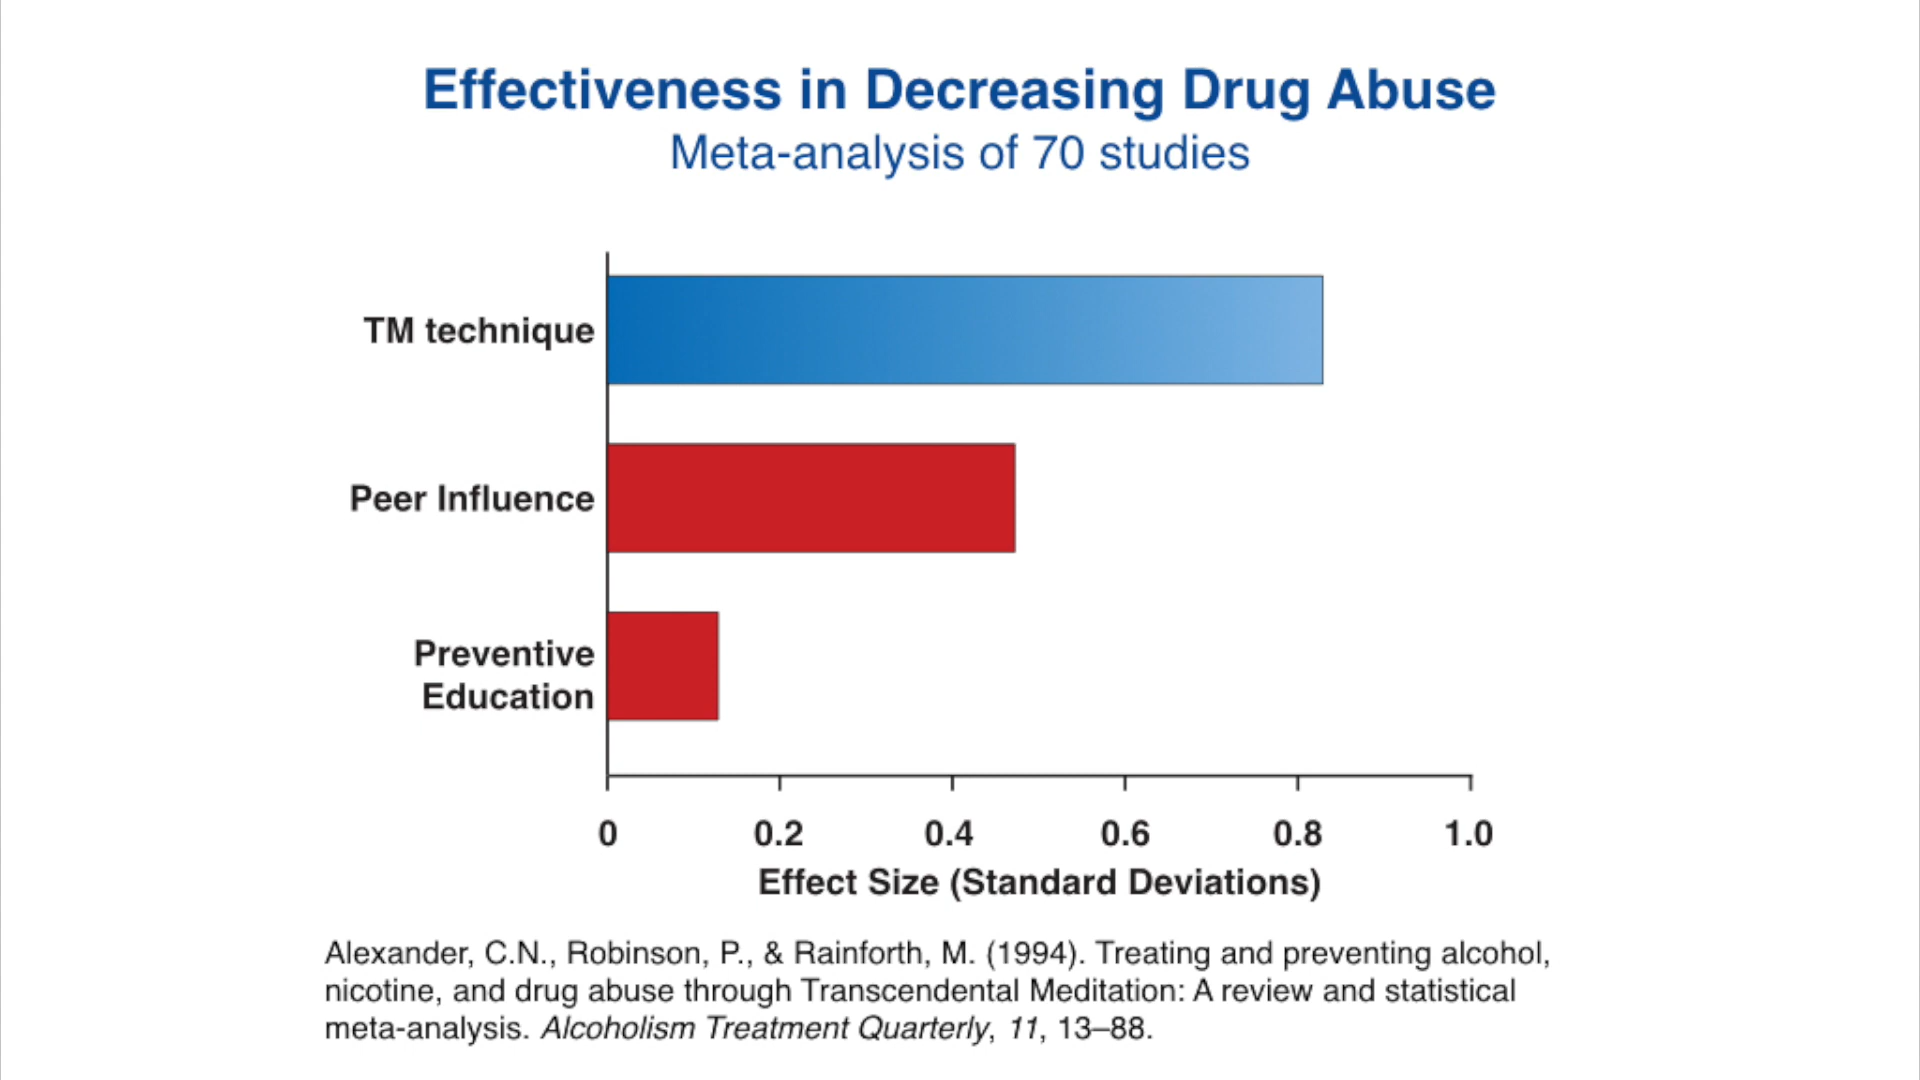 Effectiveness in Decreasing Drug Abuse
Meta-analysis of 70 studies
TM technique
Peer Influence
Preventive
Education
0 0.2 0.4 0.6 0.8 1.0
Effect Size (Standard Deviations)
Alexander, C.N., Robinson, P., & Rainforth, M. (1994). Treating and preventing alcohol,
nicotine, and drug abuse through Transcendental Meditation: A review and statistical
meta-analysis. Alcoholism Treatment Quarterly, 11, 13–88.